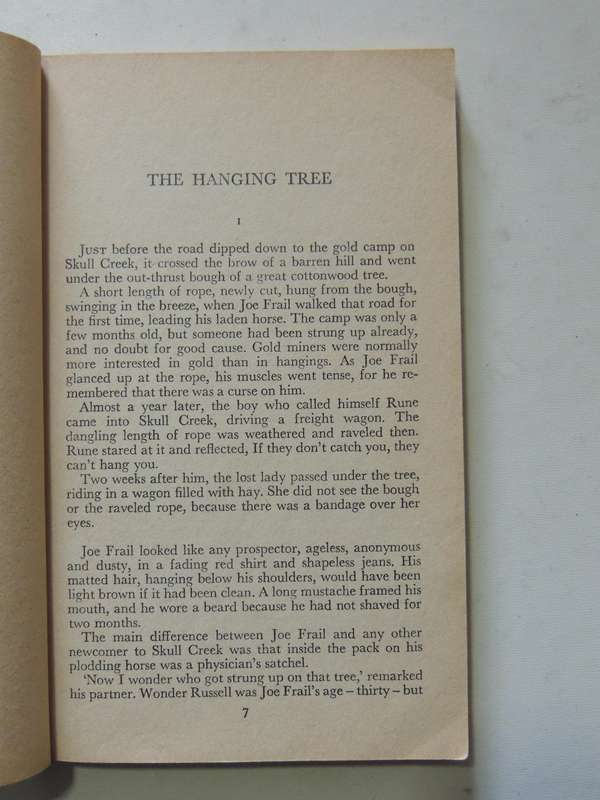 THE HANGING TREE
I
JUST before the road dipped down to the gold camp on
Skull Creek, it crossed the brow of a barren hill and went
under the out-thrust bough of a great cottonwood tree.
A short length of rope, newly cut, hung from the bough,
swinging in the breeze, when Joe Frail walked that road for
the first time, leading his laden horse. The camp was only a
few months old, but someone had been strung up already,
and no doubt for good cause. Gold miners were normally
more interested in gold than in hangings. As Joe Frail
glanced up at the rope, his muscles went tense, for he re-
membered that there was a curse on him.
Almost a year later, the boy who called himself Rune
came into Skull Creek, driving a freight wagon. The
dangling length of rope was weathered and raveled then.
Rune stared at it and reflected, If they don't catch you, they
can't hang you.
Two weeks after him, the lost lady passed under the tree,
riding in a wagon filled with hay. She did not see the bough
or the raveled rope, because there was a bandage over her
eyes.
Joe Frail looked like any prospector, ageless, anonymous
and dusty, in a fading red shirt and shapeless jeans. His
matted hair, hanging below his shoulders, would have been
light brown if it had been clean. A long mustache framed his
mouth, and he wore a beard because he had not shaved for
two months.
The main difference between Joe Frail and any other
newcomer to Skull Creek was that inside the pack on his
plodding horse was a physician's satchel.
'Now I wonder who got strung up on that tree,' remarked
his partner. Wonder Russell was Joe Frail's age – thirty – but
7